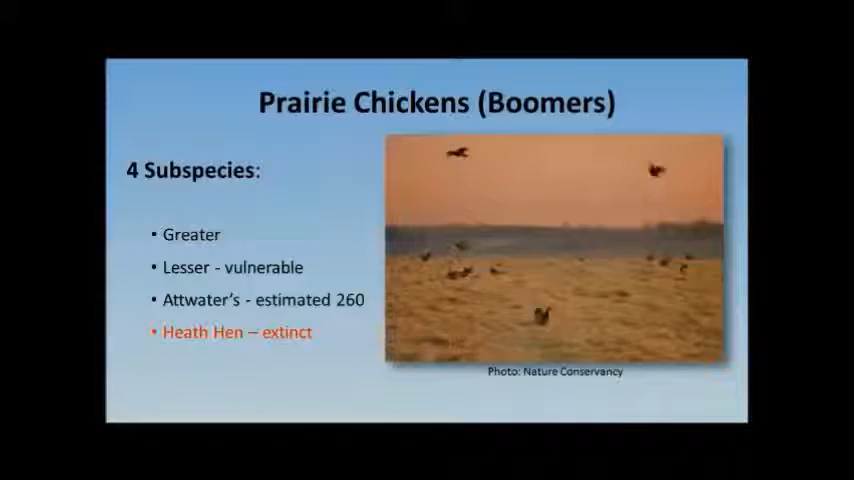 Prairie Chickens (Boomers)
4 Subspecies:
• Greater
• Lesser - vulnerable
• Attwater's - estimated 260
• Heath Hen – extinct
Photo: Nature Conservancy